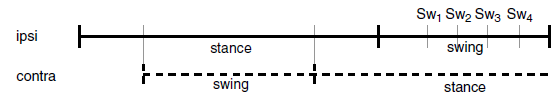 Sw1 Sw2 Sw3 Sw4
ipsi
stance swing
contra
swing stance